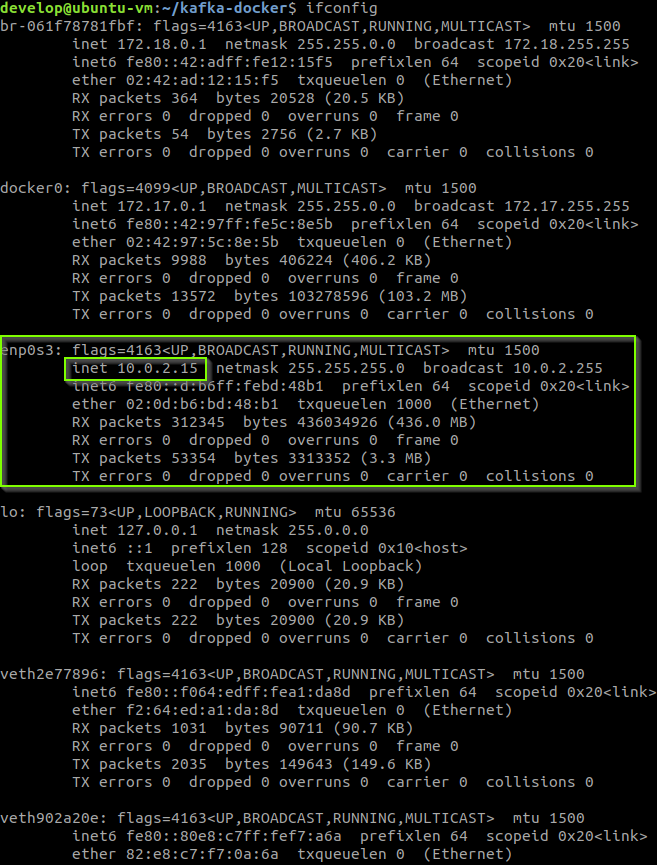 develop@ubuntu-vm:~/kafka-docker$ ifconfig
br-061f78781fbf: flags=4163<UP,BROADCAST,RUNNING,MULTICAST>  mtu 1500
        inet 172.18.0.1  netmask 255.255.0.0  broadcast 172.18.255.255
        inet6 fe80::42:adff:fe12:15f5  prefixlen 64  scopeid 0x20<link>
        ether 02:42:ad:12:15:f5  txqueuelen 0  (Ethernet)
        RX packets 364  bytes 20528 (20.5 KB)
        RX errors 0  dropped 0  overruns 0  frame 0
        TX packets 54  bytes 2756 (2.7 KB)
        TX errors 0  dropped 0 overruns 0  carrier 0  collisions 0

docker0: flags=4099<UP,BROADCAST,MULTICAST>  mtu 1500
        inet 172.17.0.1  netmask 255.255.0.0  broadcast 172.17.255.255
        inet6 fe80::42:97ff:fe5c:8e5b  prefixlen 64  scopeid 0x20<link>
        ether 02:42:97:5c:8e:5b  txqueuelen 0  (Ethernet)
        RX packets 9988  bytes 406224 (406.2 KB)
        RX errors 0  dropped 0  overruns 0  frame 0
        TX packets 13572  bytes 103278596 (103.2 MB)
        TX errors 0  dropped 0 overruns 0  carrier 0  collisions 0

enp0s3: flags=4163<UP,BROADCAST,RUNNING,MULTICAST>  mtu 1500
        inet 10.0.2.15  netmask 255.255.255.0  broadcast 10.0.2.255
        inet6 fe80::d:b6ff:febd:48b1  prefixlen 64  scopeid 0x20<link>
        ether 02:0d:b6:bd:48:b1  txqueuelen 1000  (Ethernet)
        RX packets 312345  bytes 436034926 (436.0 MB)
        RX errors 0  dropped 0  overruns 0  frame 0
        TX packets 53354  bytes 3313352 (3.3 MB)
        TX errors 0  dropped 0 overruns 0  carrier 0  collisions 0

lo: flags=73<UP,LOOPBACK,RUNNING>  mtu 65536
        inet 127.0.0.1  netmask 255.0.0.0
        inet6 ::1  prefixlen 128  scopeid 0x10<host>
        loop  txqueuelen 1000  (Local Loopback)
        RX packets 222  bytes 20900 (20.9 KB)
        RX errors 0  dropped 0  overruns 0  frame 0
        TX packets 222  bytes 20900 (20.9 KB)
        TX errors 0  dropped 0 overruns 0  carrier 0  collisions 0

veth2e77896: flags=4163<UP,BROADCAST,RUNNING,MULTICAST>  mtu 1500
        inet6 fe80::f064:edff:fea1:da8d  prefixlen 64  scopeid 0x20<link>
        ether f2:64:ed:a1:da:8d  txqueuelen 0  (Ethernet)
        RX packets 1031  bytes 90711 (90.7 KB)
        RX errors 0  dropped 0  overruns 0  frame 0
        TX packets 2035  bytes 149643 (149.6 KB)
        TX errors 0  dropped 0 overruns 0  carrier 0  collisions 0

veth902a20e: flags=4163<UP,BROADCAST,RUNNING,MULTICAST>  mtu 1500
        inet6 fe80::80e8:c7ff:fef7:a6a  prefixlen 64  scopeid 0x20<link>
        ether 82:e8:c7:f7:0a:6a  txqueuelen 0  (Ethernet)